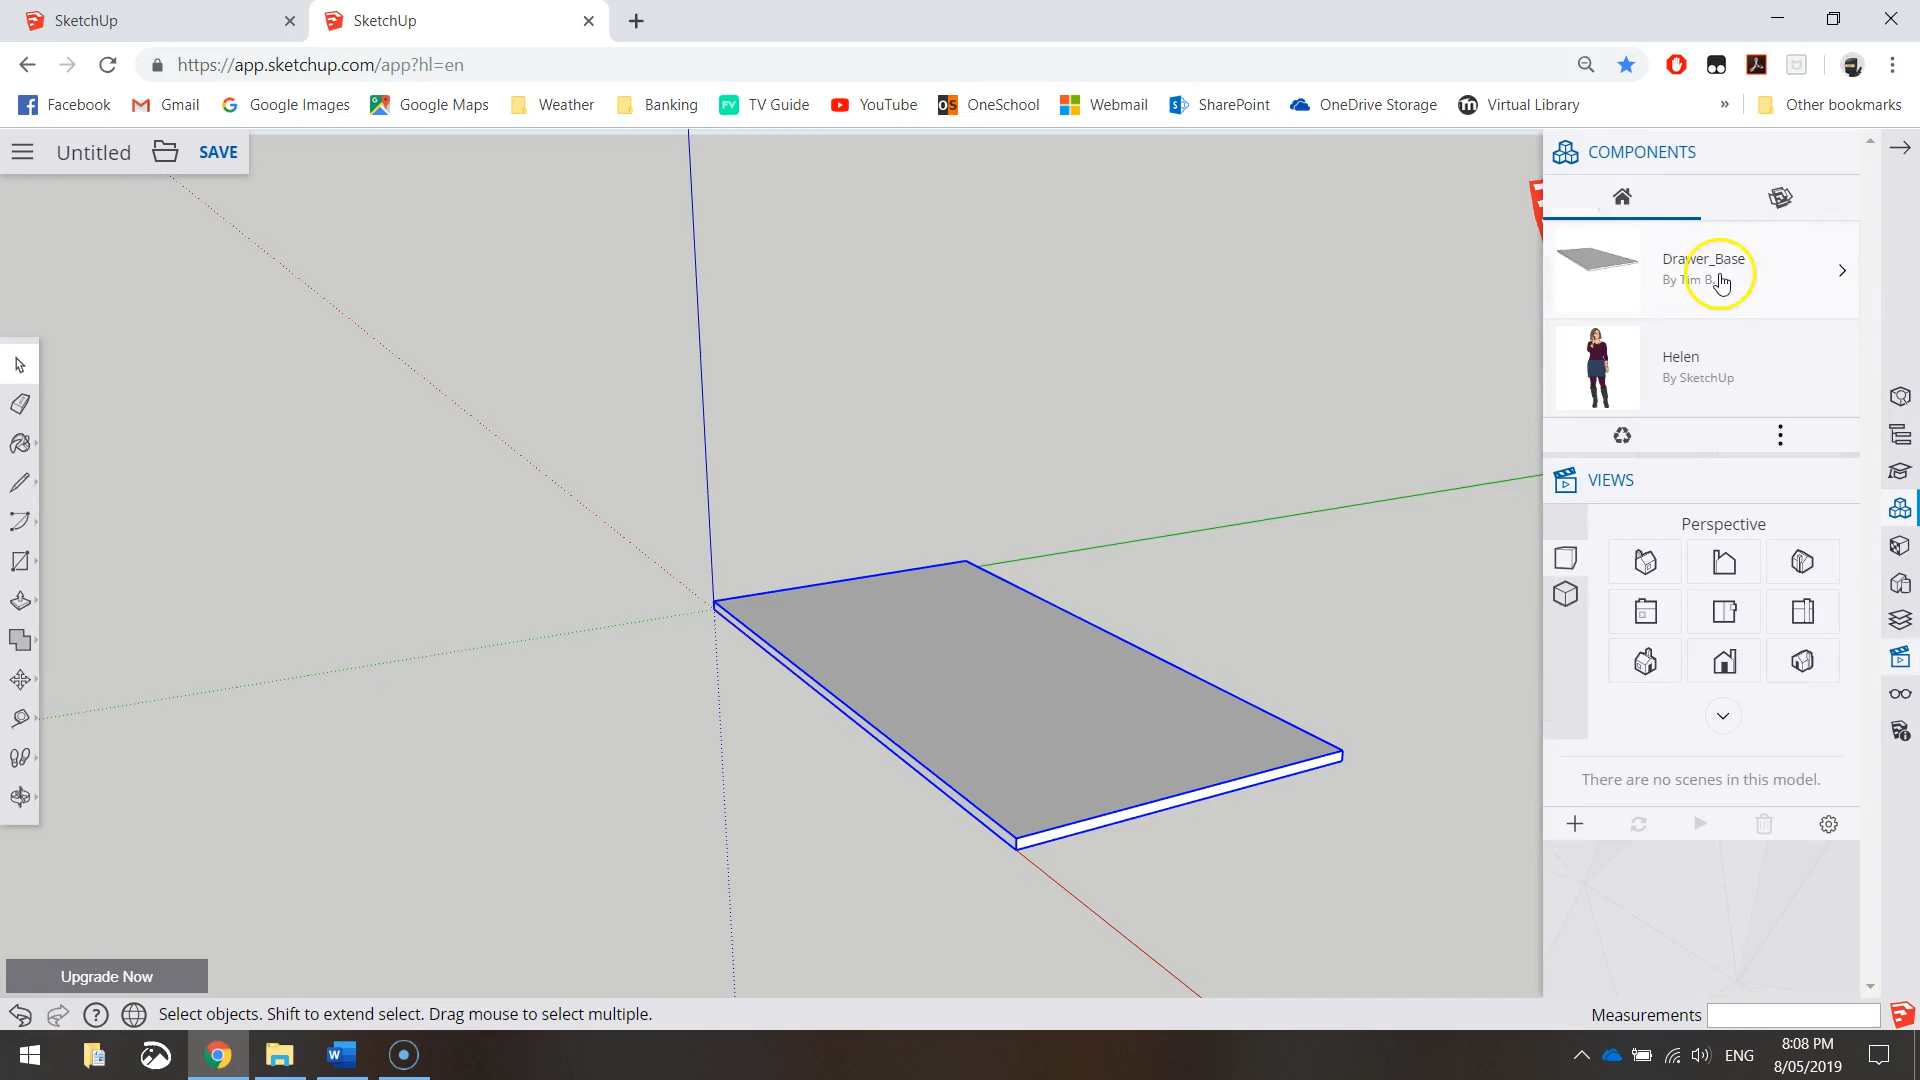 SketchUp
SketchUp
https://app.sketchup.com/app?hl=en
Facebook
Gmail
Google Images
Google Maps
Weather
Banking
TV Guide
YouTube
OneSchool
Webmail
SharePoint
OneDrive Storage
Virtual Library
»
Other bookmarks
Untitled
SAVE
COMPONENTS
Drawer_Base
By Tim B.
Helen
By SketchUp
VIEWS
Perspective
There are no scenes in this model.
Upgrade Now
Select objects. Shift to extend select. Drag mouse to select multiple.
Measurements
ENG
8:08 PM
8/05/2019